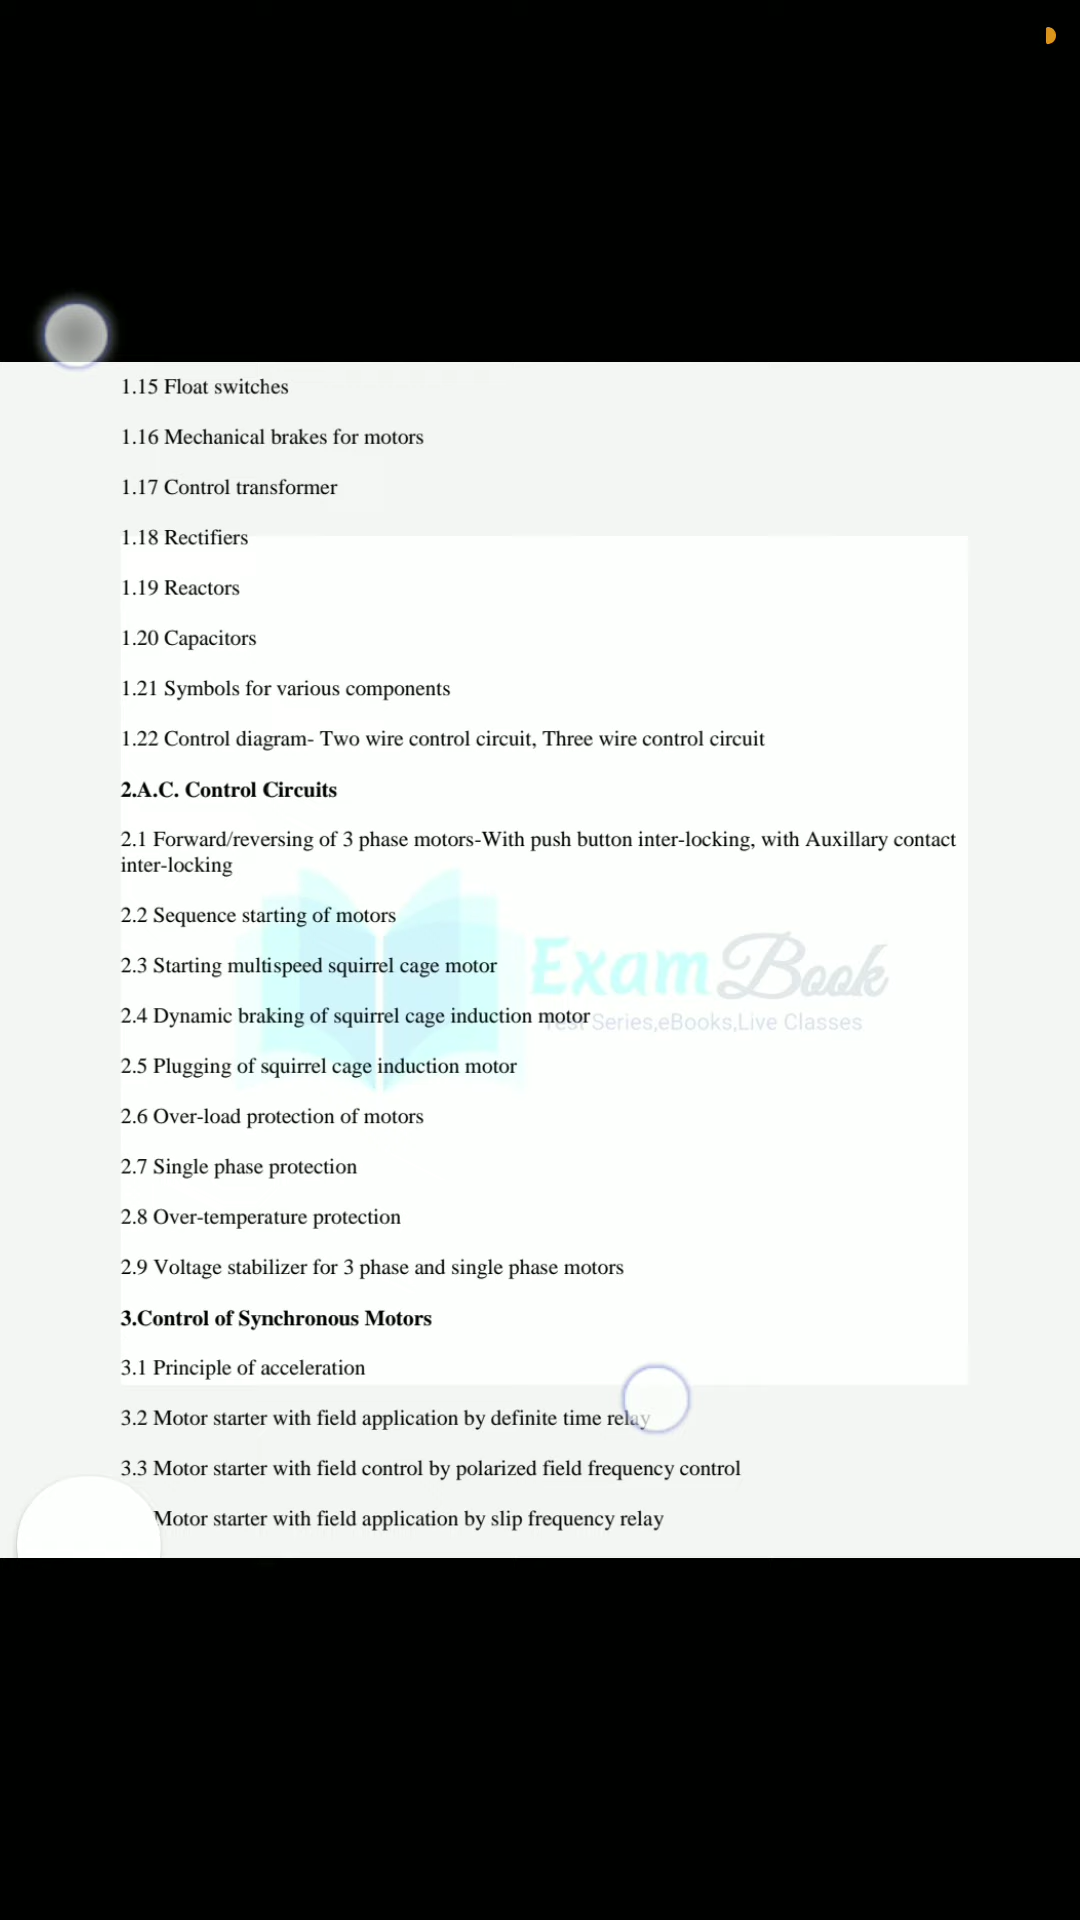 1.15 Float switches
1.16 Mechanical brakes for motors
1.17 Control transformer
1.18 Rectifiers
1.19 Reactors
1.20 Capacitors
1.21 Symbols for various components
1.22 Control diagram- Two wire control circuit, Three wire control circuit
2.A.C. Control Circuits
2.1 Forward/reversing of 3 phase motors-With push button inter-locking, with Auxillary contact
inter-locking
2.2 Sequence starting of motors
2.3 Starting multispeed squirrel cage motor
Exam Book
2.4 Dynamic braking of squirrel cage induction motor
Test Series,eBooks,Live Classes
2.5 Plugging of squirrel cage induction motor
2.6 Over-load protection of motors
2.7 Single phase protection
2.8 Over-temperature protection
2.9 Voltage stabilizer for 3 phase and single phase motors
3.Control of Synchronous Motors
3.1 Principle of acceleration
3.2 Motor starter with field application by definite time relay
3.3 Motor starter with field control by polarized field frequency control
Motor starter with field application by slip frequency relay